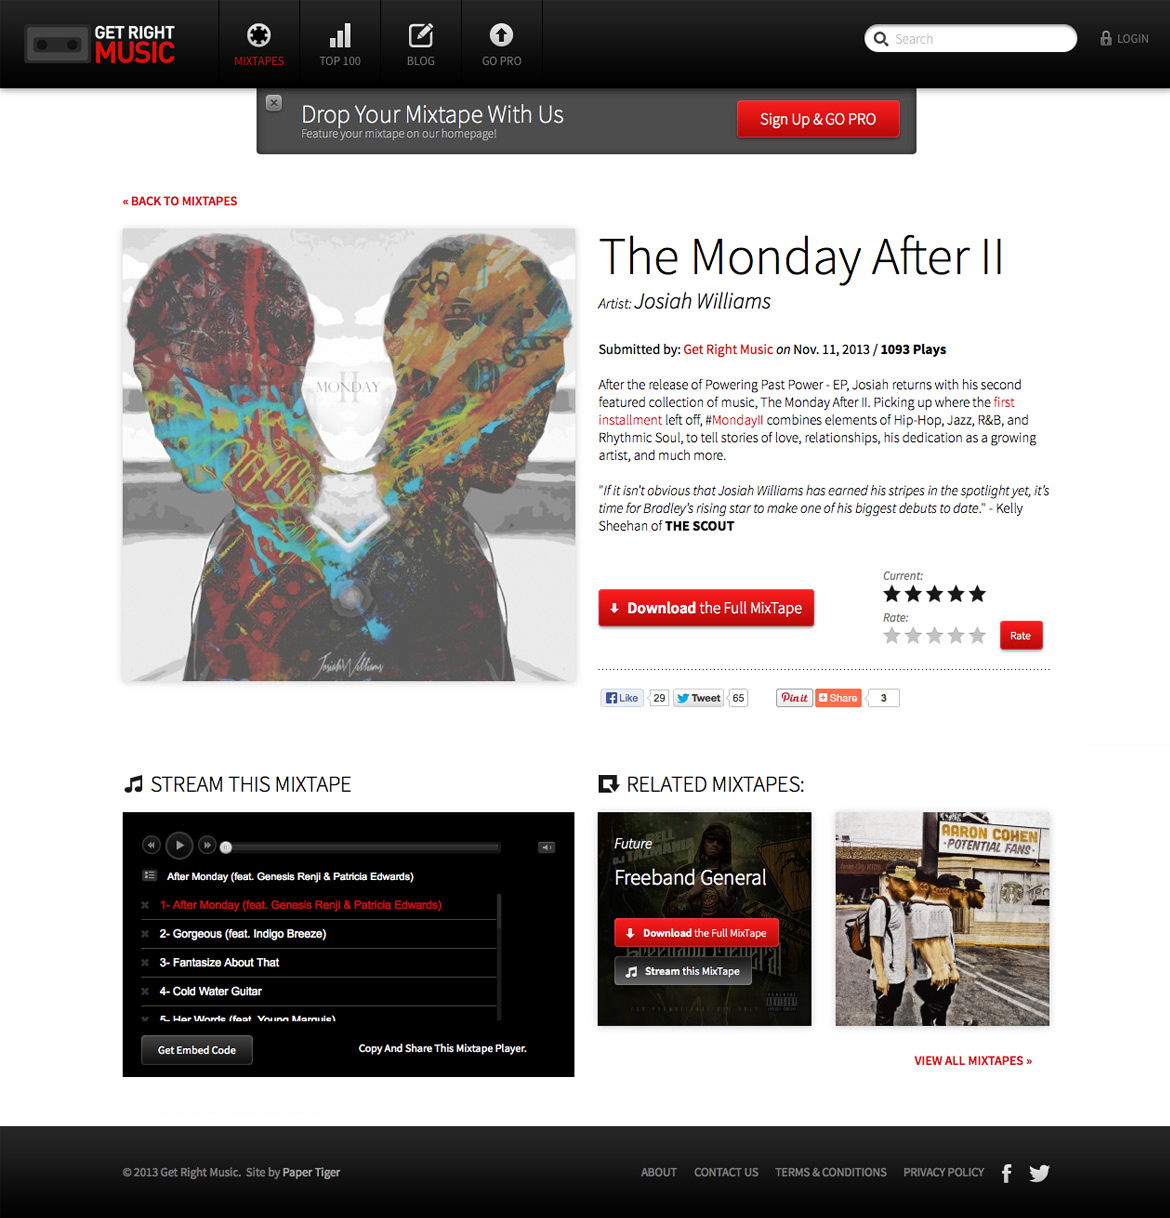 GET RIGHT
MUSIC
MIXTAPES
TOP 100
BLOG
GO PRO
Search
LOGIN
Drop Your Mixtape With Us
Feature your mixtape on our homepage!
Sign Up & GO PRO
« BACK TO MIXTAPES
MONDAY
II
Josiah Williams
The Monday After II
Artist: Josiah Williams
Submitted by: Get Right Music on Nov. 11, 2013 / 1093 Plays
After the release of Powering Past Power - EP, Josiah returns with his second
featured collection of music, The Monday After II. Picking up where the first
installment left off, #MondayII combines elements of Hip-Hop, Jazz, R&B, and
Rhythmic Soul, to tell stories of love, relationships, his dedication as a growing
artist, and much more.
"If it isn't obvious that Josiah Williams has earned his stripes in the spotlight yet, it's
time for Bradley's rising star to make one of his biggest debuts to date." - Kelly
Sheehan of THE SCOUT
Download the Full MixTape
Current:
Rate:
Rate
Like 29
Tweet 65
Pin it
Share 3
STREAM THIS MIXTAPE
After Monday (feat. Genesis Renji & Patricia Edwards)
1- After Monday (feat. Genesis Renji & Patricia Edwards)
2- Gorgeous (feat. Indigo Breeze)
3- Fantasize About That
4- Cold Water Guitar
5- Her Words (feat. Young Marquis)
Get Embed Code
Copy And Share This Mixtape Player.
RELATED MIXTAPES:
Future
Freeband General
Download the Full MixTape
Stream this MixTape
DJ TAZMANIA
Freeband General
AARON COHEN
·POTENTIAL FANS·
VIEW ALL MIXTAPES »
© 2013 Get Right Music. Site by Paper Tiger
ABOUT
CONTACT US
TERMS & CONDITIONS
PRIVACY POLICY